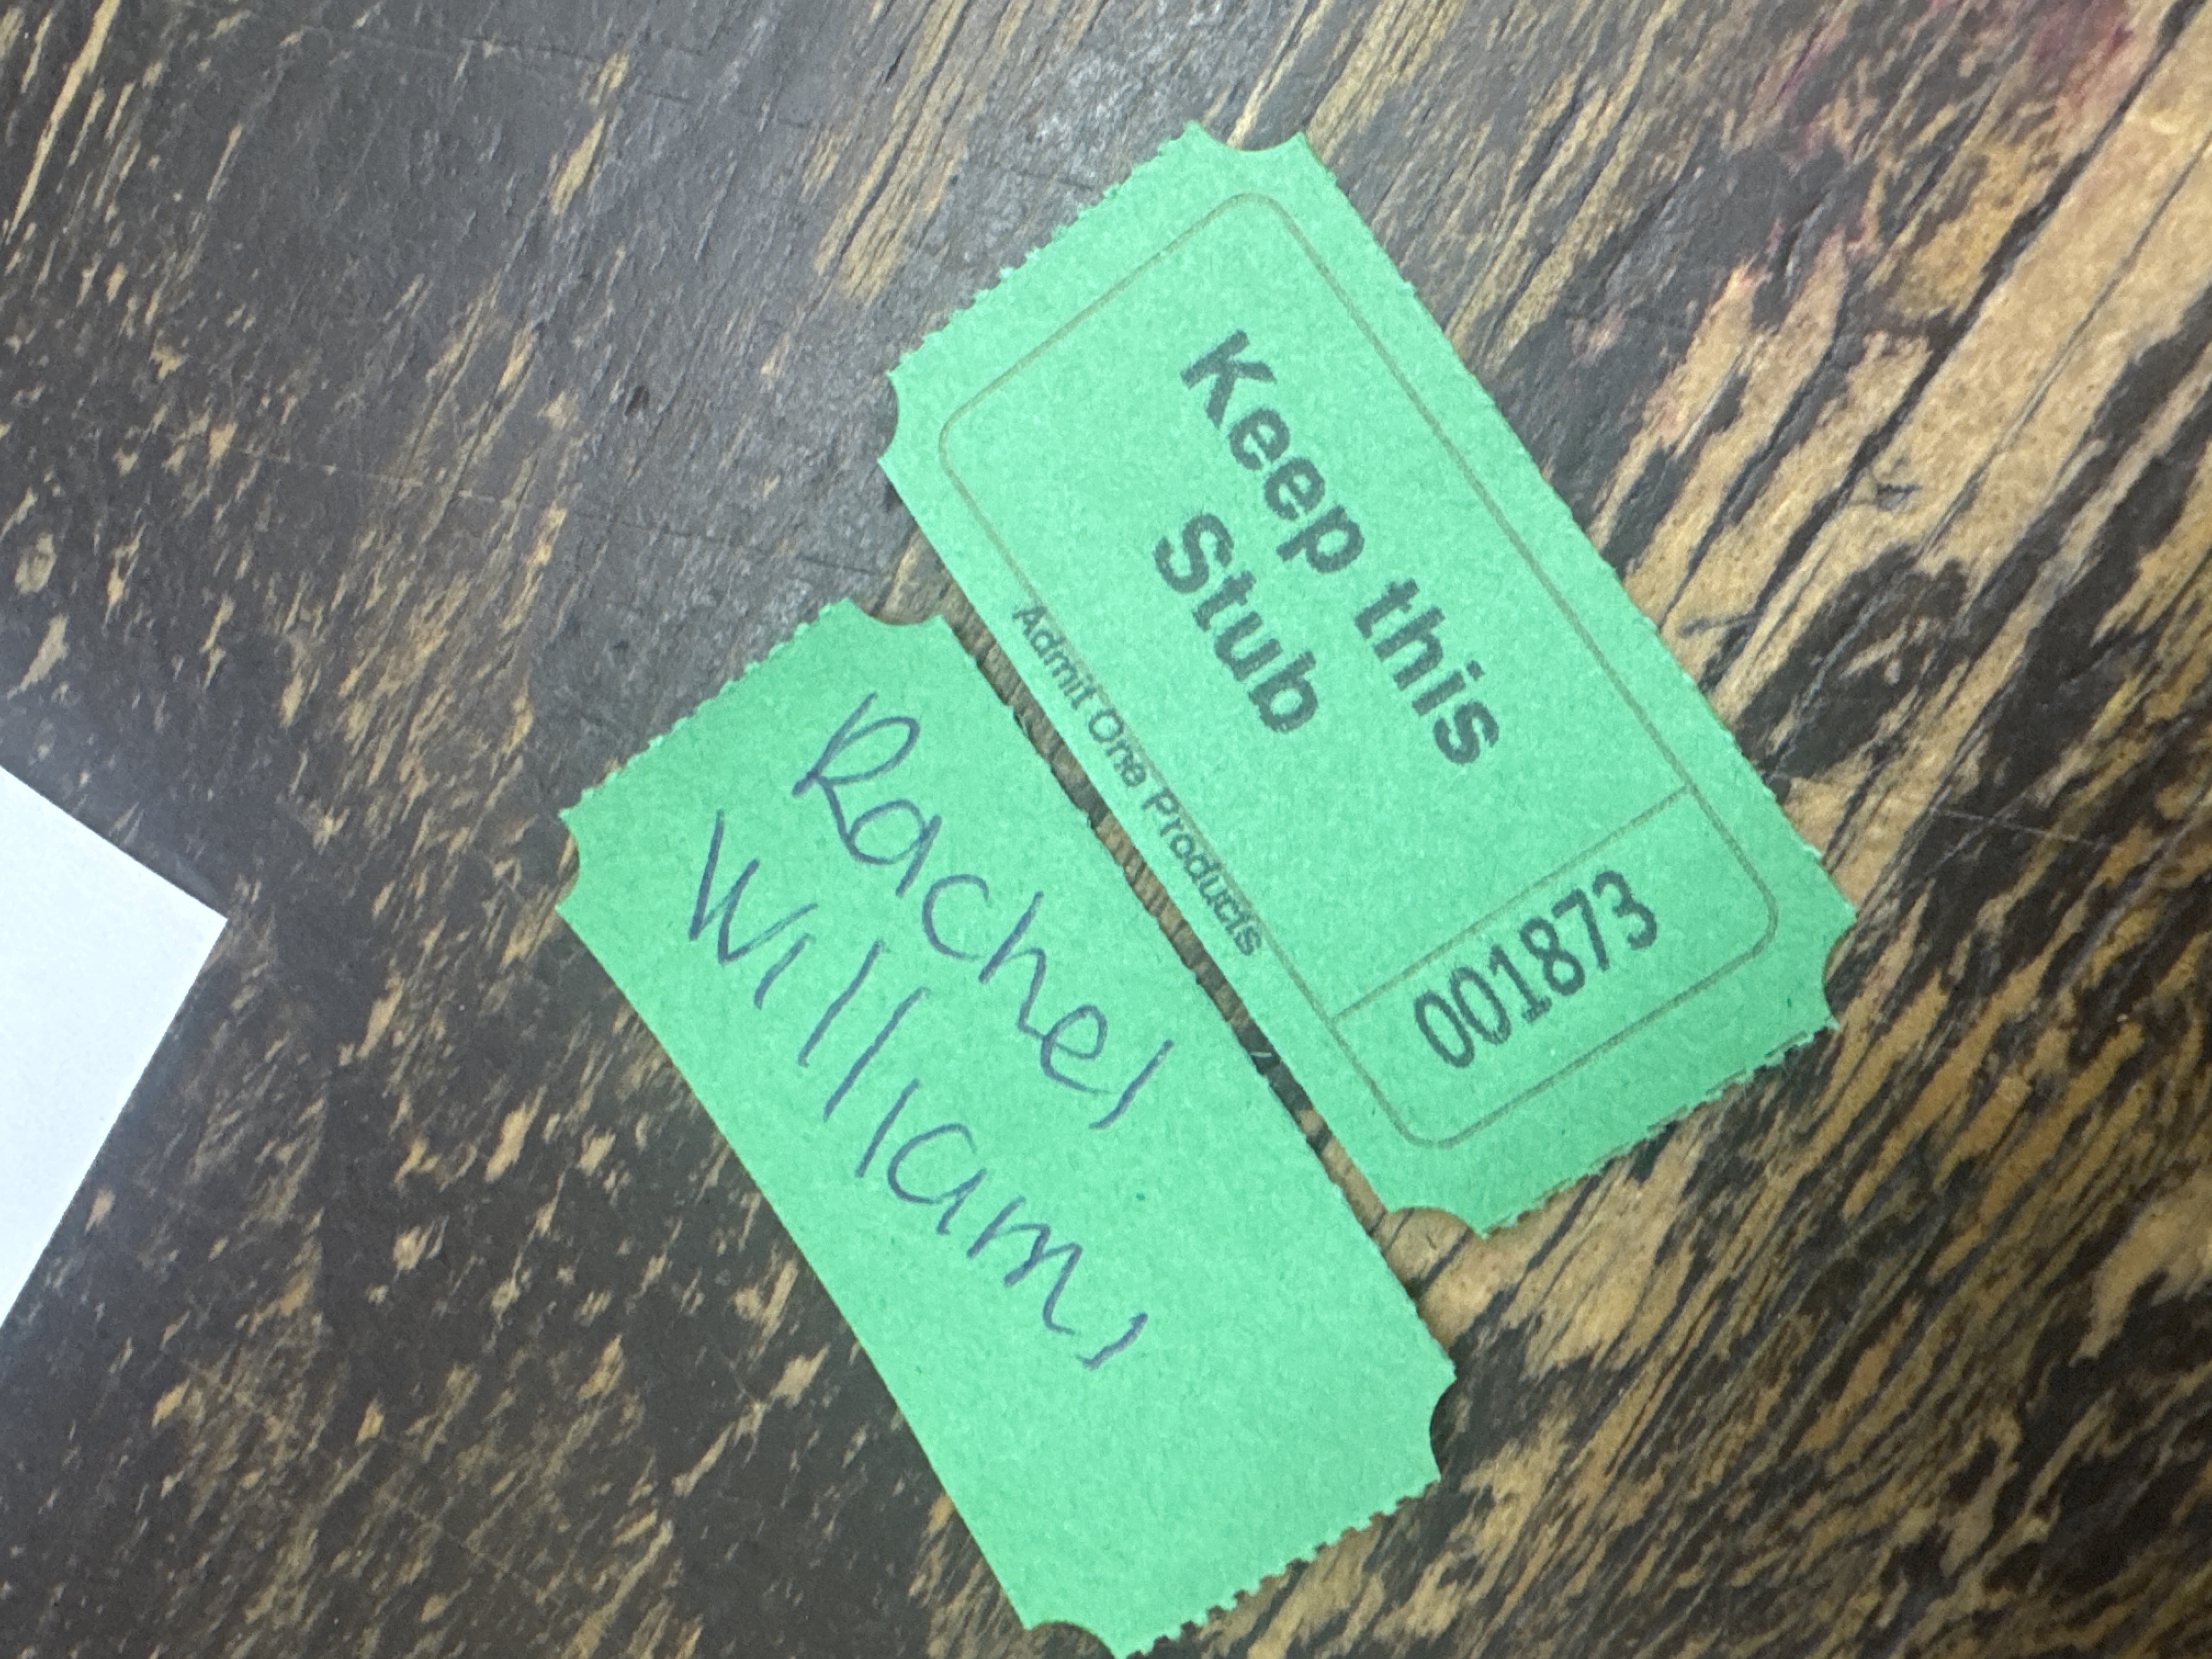 Keep this
Stub
001873
Admit One Products
Rachel
Williams